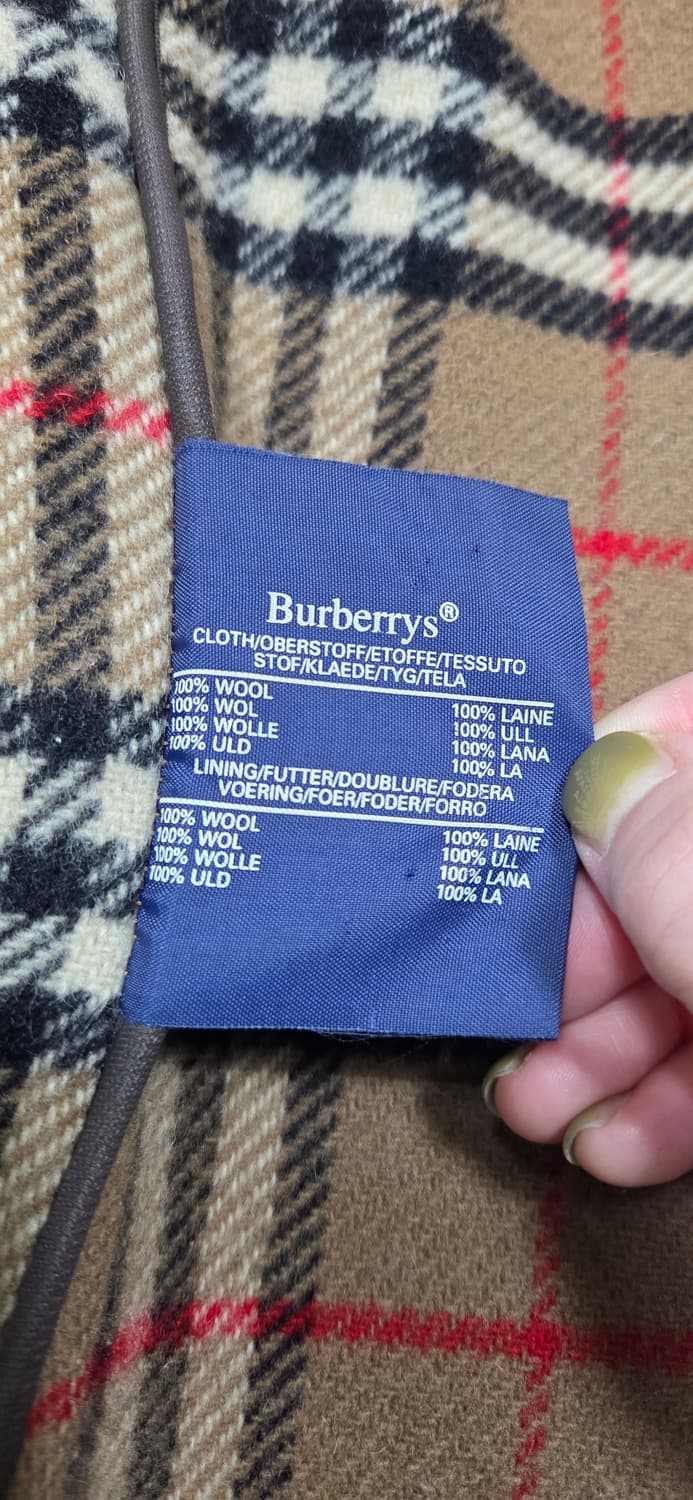 Burberrys®
CLOTH/OBERSTOFF/ETOFFE/TESSUTO
STOF/KLAEDE/TYG/TELA
100% WOOL 100% LAINE
100% WOL 100% ULL
100% WOLLE 100% LANA
100% ULD 100% LA
LINING/FUTTER/DOUBLURE/FODERA
VOERING/FOER/FODER/FORRO
100% WOOL 100% LAINE
100% WOL 100% ULL
100% WOLLE 100% LANA
100% ULD 100% LA